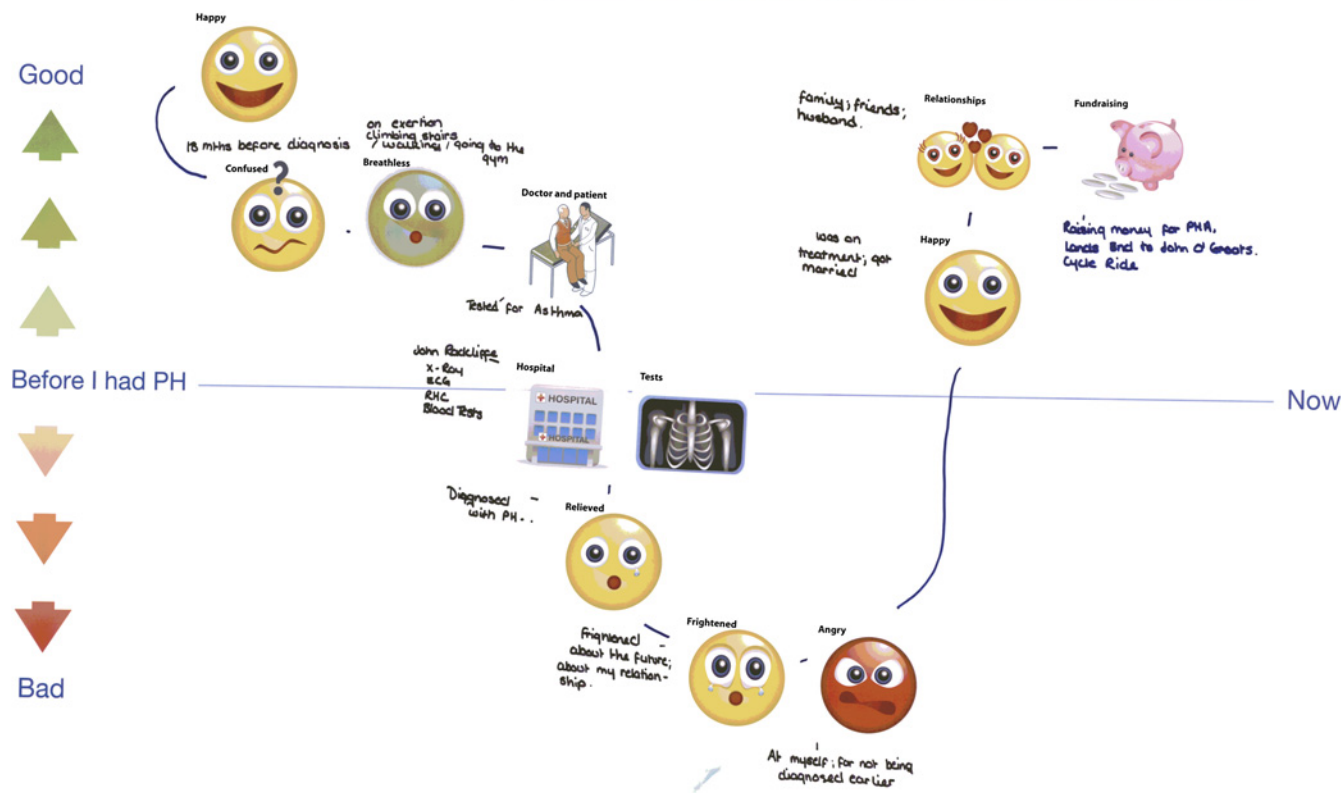 Happy
Good
18 mths before diagnosis
Confused
?
on exertion
climbing stairs
/ walking / going to the
gym
Breathless
Doctor and patient
Tested for Asthma
Before I had PH
John Radcliffe
X-Ray
ECG
RHC
Blood Tests
Hospital
HOSPITAL
HOSPITAL
Tests
Diagnosed -
with PH - .
Relieved
Frightened -
about the future;
about my relation-
ship.
Frightened
Angry
At myself; for not being
diagnosed earlier
Bad
was on
treatment; got
married
Happy
family; friends;
husband.
Relationships
Fundraising
Raising money for PHA,
Lands End to John O'Groats.
Cycle Ride
Now